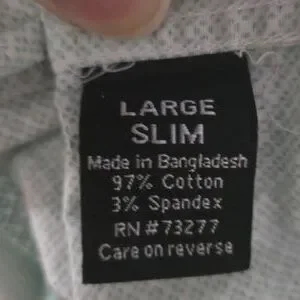 LARGE
SLIM
Made in Bangladesh
97% Cotton
3% Spandex
RN#73277
Care on reverse